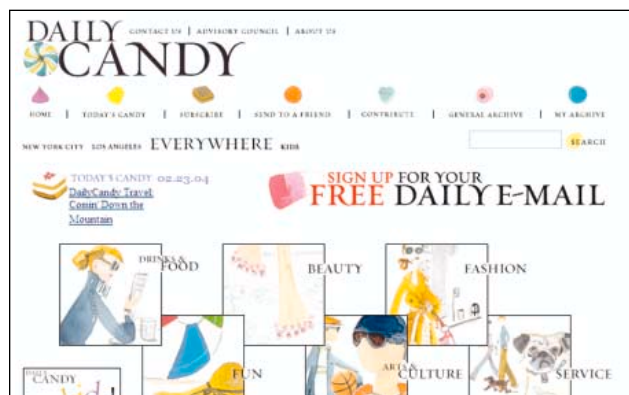 DAILY
CANDY
CONTACT US | ADVISORY COUNCIL | ABOUT US
HOME | TODAY'S CANDY | SUBSCRIBE | SEND TO A FRIEND | CONTRIBUTE | GENERAL ARCHIVE | MY ARCHIVE
NEW YORK CITY LOS ANGELES EVERYWHERE KIDS
SEARCH
TODAY'S CANDY 02.23.04
DailyCandy Travel:
Comin' Down the
Mountain
SIGN UP FOR YOUR
FREE DAILY E-MAIL
DRINKS &
FOOD
BEAUTY
FASHION
DAILY
CANDY
kid!
FUN
ARTS &
CULTURE
SERVICE